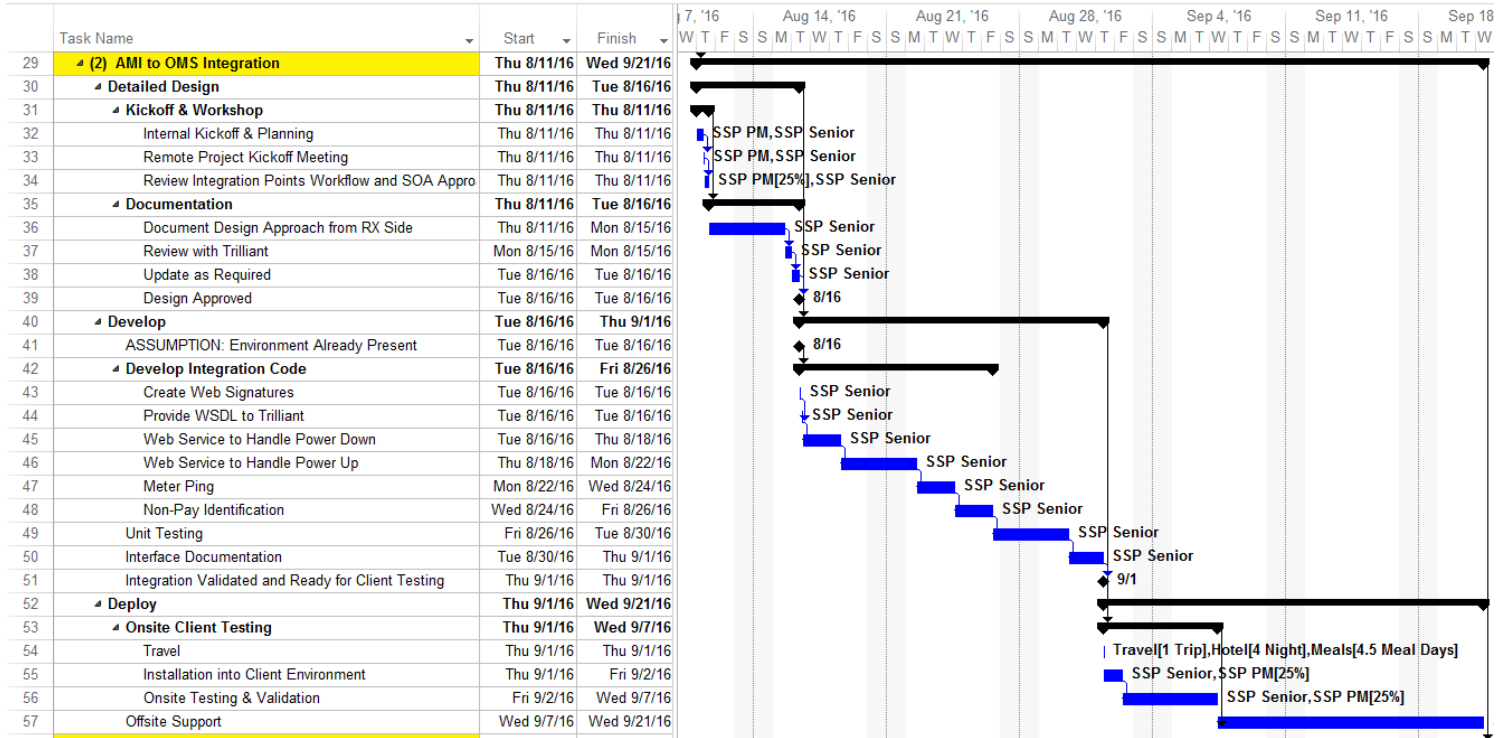 7, '16 Aug 14, '16 Aug 21, '16 Aug 28, '16 Sep 4, '16 Sep 11, '16 Sep 18
Task Name Start Finish W T F S S M T W T F S S M T W T F S S M T W T F S S M T W T F S S M T W T F S S M T W
29 (2) AMI to OMS Integration Thu 8/11/16 Wed 9/21/16
30 Detailed Design Thu 8/11/16 Tue 8/16/16
31 Kickoff & Workshop Thu 8/11/16 Thu 8/11/16
32 Internal Kickoff & Planning Thu 8/11/16 Thu 8/11/16 SSP PM,SSP Senior
33 Remote Project Kickoff Meeting Thu 8/11/16 Thu 8/11/16 SSP PM,SSP Senior
34 Review Integration Points Workflow and SOA Appro Thu 8/11/16 Thu 8/11/16 SSP PM[25%],SSP Senior
35 Documentation Thu 8/11/16 Tue 8/16/16
36 Document Design Approach from RX Side Thu 8/11/16 Mon 8/15/16 SSP Senior
37 Review with Trilliant Mon 8/15/16 Mon 8/15/16 SSP Senior
38 Update as Required Tue 8/16/16 Tue 8/16/16 SSP Senior
39 Design Approved Tue 8/16/16 Tue 8/16/16 8/16
40 Develop Tue 8/16/16 Thu 9/1/16
41 ASSUMPTION: Environment Already Present Tue 8/16/16 Tue 8/16/16 8/16
42 Develop Integration Code Tue 8/16/16 Fri 8/26/16
43 Create Web Signatures Tue 8/16/16 Tue 8/16/16 SSP Senior
44 Provide WSDL to Trilliant Tue 8/16/16 Tue 8/16/16 SSP Senior
45 Web Service to Handle Power Down Tue 8/16/16 Thu 8/18/16 SSP Senior
46 Web Service to Handle Power Up Thu 8/18/16 Mon 8/22/16 SSP Senior
47 Meter Ping Mon 8/22/16 Wed 8/24/16 SSP Senior
48 Non-Pay Identification Wed 8/24/16 Fri 8/26/16 SSP Senior
49 Unit Testing Fri 8/26/16 Tue 8/30/16 SSP Senior
50 Interface Documentation Tue 8/30/16 Thu 9/1/16 SSP Senior
51 Integration Validated and Ready for Client Testing Thu 9/1/16 Thu 9/1/16 9/1
52 Deploy Thu 9/1/16 Wed 9/21/16
53 Onsite Client Testing Thu 9/1/16 Wed 9/7/16
54 Travel Thu 9/1/16 Thu 9/1/16 Travel[1 Trip],Hotel[4 Night],Meals[4.5 Meal Days]
55 Installation into Client Environment Thu 9/1/16 Fri 9/2/16 SSP Senior,SSP PM[25%]
56 Onsite Testing & Validation Fri 9/2/16 Wed 9/7/16 SSP Senior,SSP PM[25%]
57 Offsite Support Wed 9/7/16 Wed 9/21/16